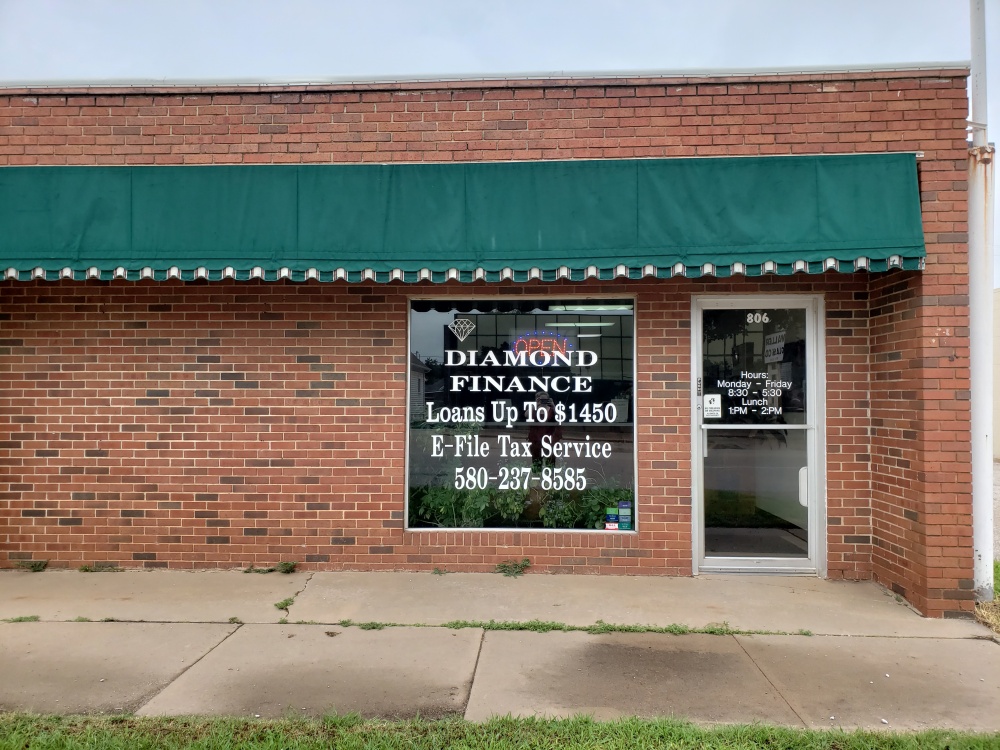 OPEN
DIAMOND
FINANCE
Loans Up To $1450
E-File Tax Service
580-237-8585
806
Hours:
Monday - Friday
8:30 - 5:30
Lunch
1:PM - 2:PM